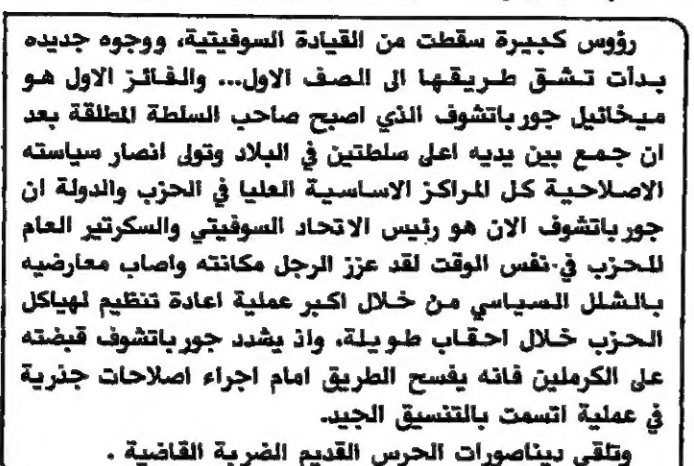 رؤوس كبيرة سقطت من القيادة السوفيتية، ووجوه جديده
بدأت تشق طريقها الى الصف الاول... والفائز الاول هو
ميخائيل جورباتشوف الذي اصبح صاحب السلطة المطلقة بعد
ان جمع بين يديه اعلى سلطتين في البلاد وتولى انصار سياسته
الاصلاحية كل المراكز الاساسية العليا في الحزب والدولة ان
جورباتشوف الان هو رئيس الاتحاد السوفيتي والسكرتير العام
للحزب في نفس الوقت لقد عزز الرجل مكانته واصاب معارضيه
بالشلل السياسي من خلال اكبر عملية اعادة تنظيم لهياكل
الحزب خلال احقاب طويلة، واذ يشدد جورباتشوف قبضته
على الكرملين فانه يفسح الطريق امام اجراء اصلاحات جذرية
في عملية اتسمت بالتنسيق الجيد.
وتلقى ديناصورات الحرس القديم الضربة القاضية .